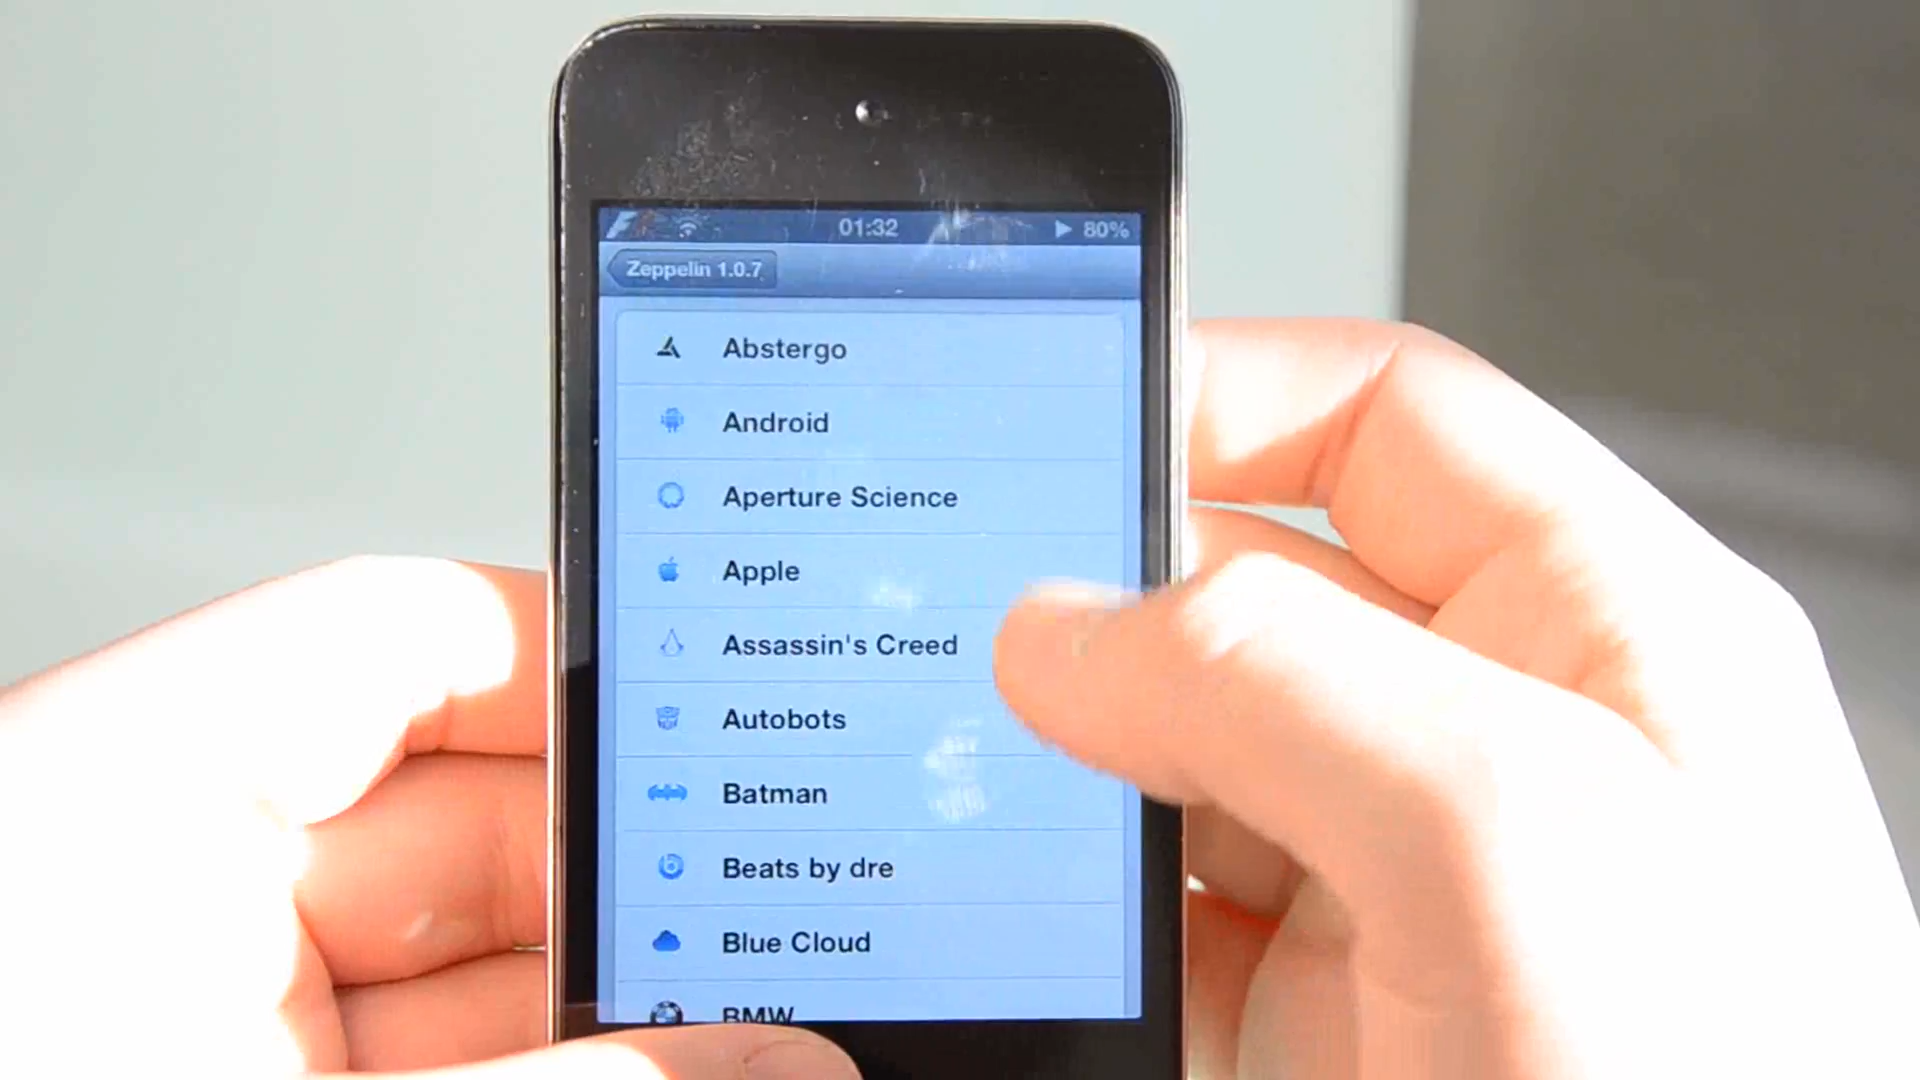 01:32
80%
Zeppelin 1.0.7
Abstergo
Android
Aperture Science
Apple
Assassin's Creed
Autobots
Batman
Beats by dre
Blue Cloud
BMW